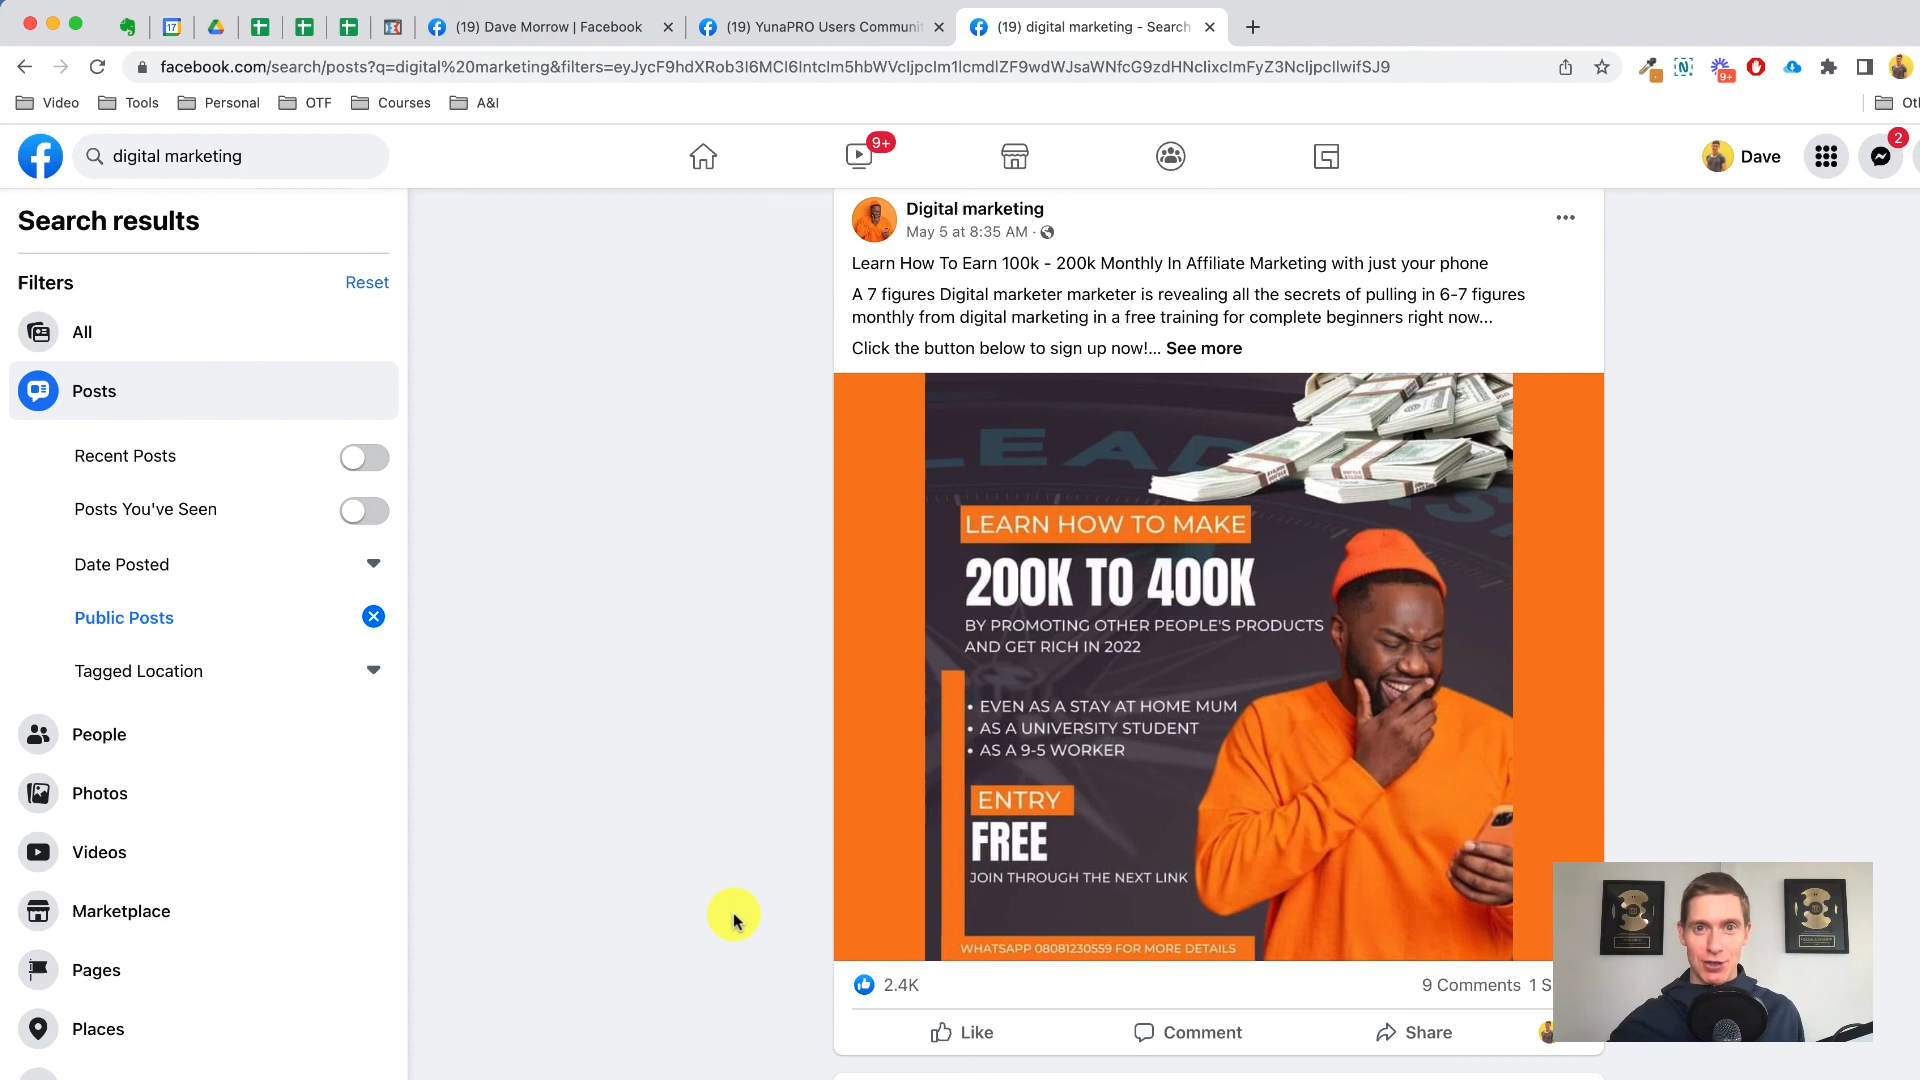 (19) Dave Morrow | Facebook
(19) YunaPRO Users Communi
(19) digital marketing - Search
17
facebook.com/search/posts?q=digital%20marketing&filters=
9+
Video
Tools
Personal
OTF
Courses
A&I
digital marketing
9+
Dave
2
Search results
Filters
Reset
All
Posts
Recent Posts
Posts You've Seen
Date Posted
Public Posts
Tagged Location
People
Photos
Videos
Marketplace
Pages
Places
Digital marketing
May 5 at 8:35 AM ·
Learn How To Earn 100k - 200k Monthly In Affiliate Marketing with just your phone
A 7 figures Digital marketer marketer is revealing all the secrets of pulling in 6-7 figures
monthly from digital marketing in a free training for complete beginners right now...
Click the button below to sign up now!... See more
LEARN HOW TO MAKE
200K TO 400K
BY PROMOTING OTHER PEOPLE'S PRODUCTS
AND GET RICH IN 2022
• EVEN AS A STAY AT HOME MUM
• AS A UNIVERSITY STUDENT
• AS A 9-5 WORKER
ENTRY
FREE
JOIN THROUGH THE NEXT LINK
WHATSAPP 08081230559 FOR MORE DETAILS
2.4K
9 Comments 1 S
Like
Comment
Share